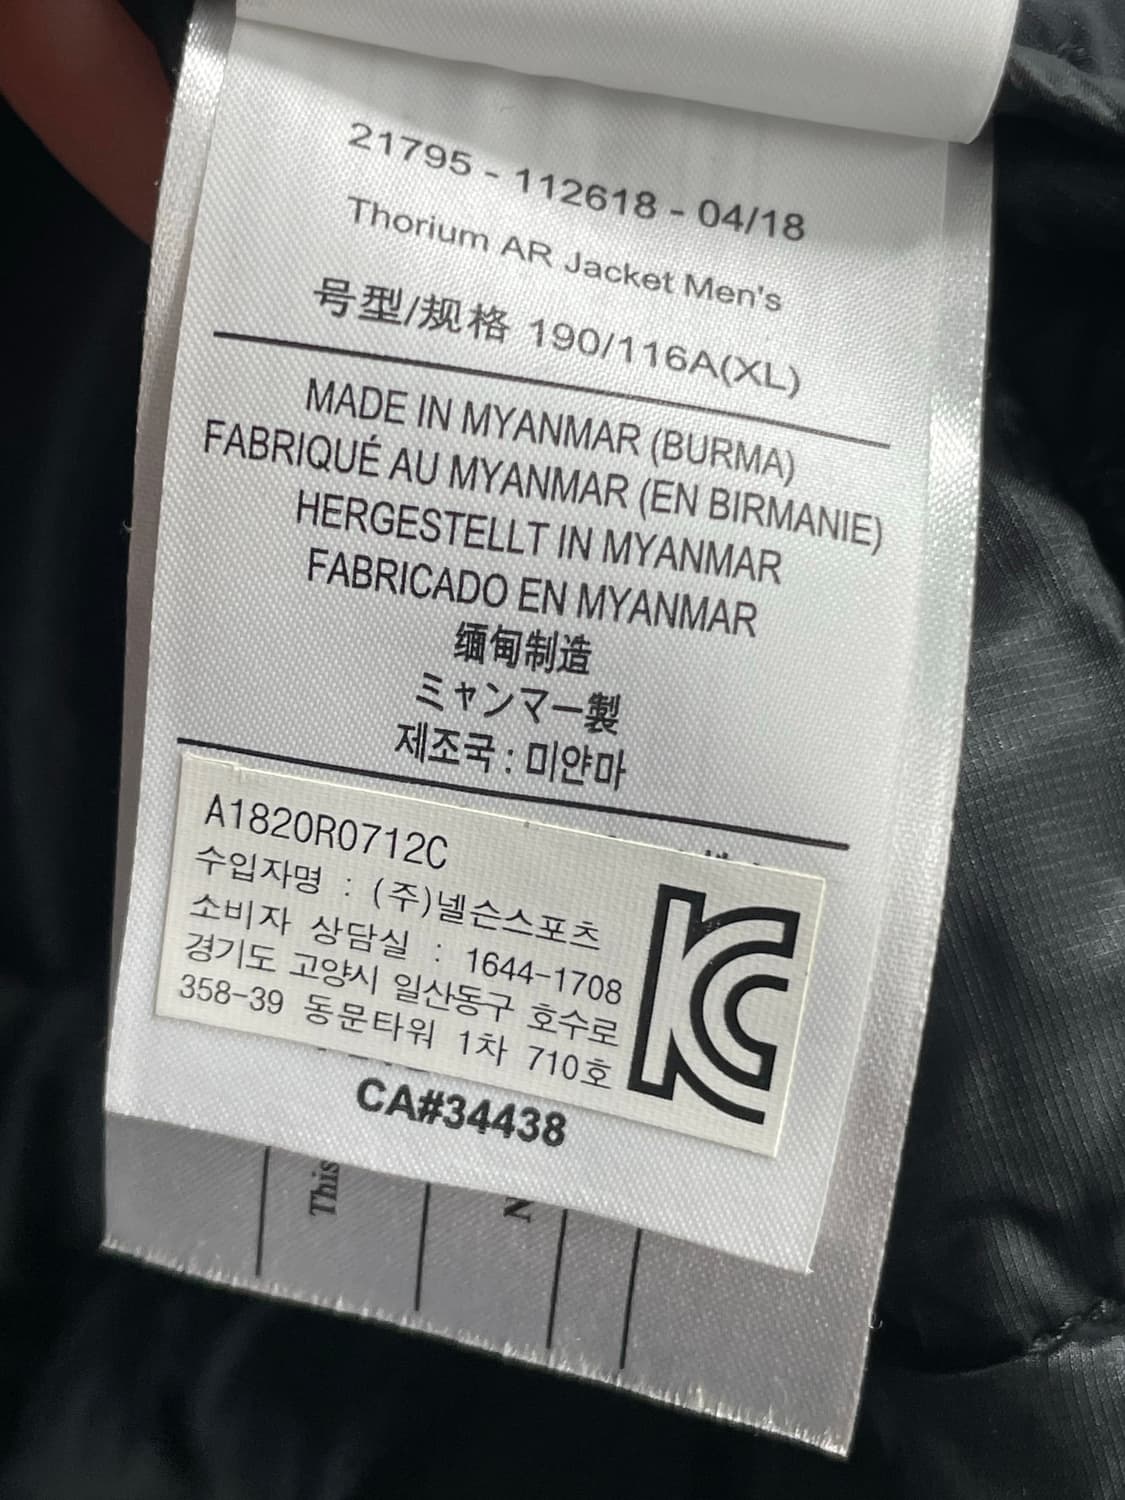 21795 - 112618 - 04/18
Thorium AR Jacket Men's
号型/规格 190/116A(XL)
MADE IN MYANMAR (BURMA)
FABRIQUÉ AU MYANMAR (EN BIRMANIE)
HERGESTELLT IN MYANMAR
FABRICADO EN MYANMAR
缅甸制造
ミャンマー製
제조국 : 미얀마
A1820R0712C
수입자명 : (주)넬슨스포츠
소비자 상담실 : 1644-1708
경기도 고양시 일산동구 호수로
358-39 동문타워 1차 710호
KC
CA#34438
This
N